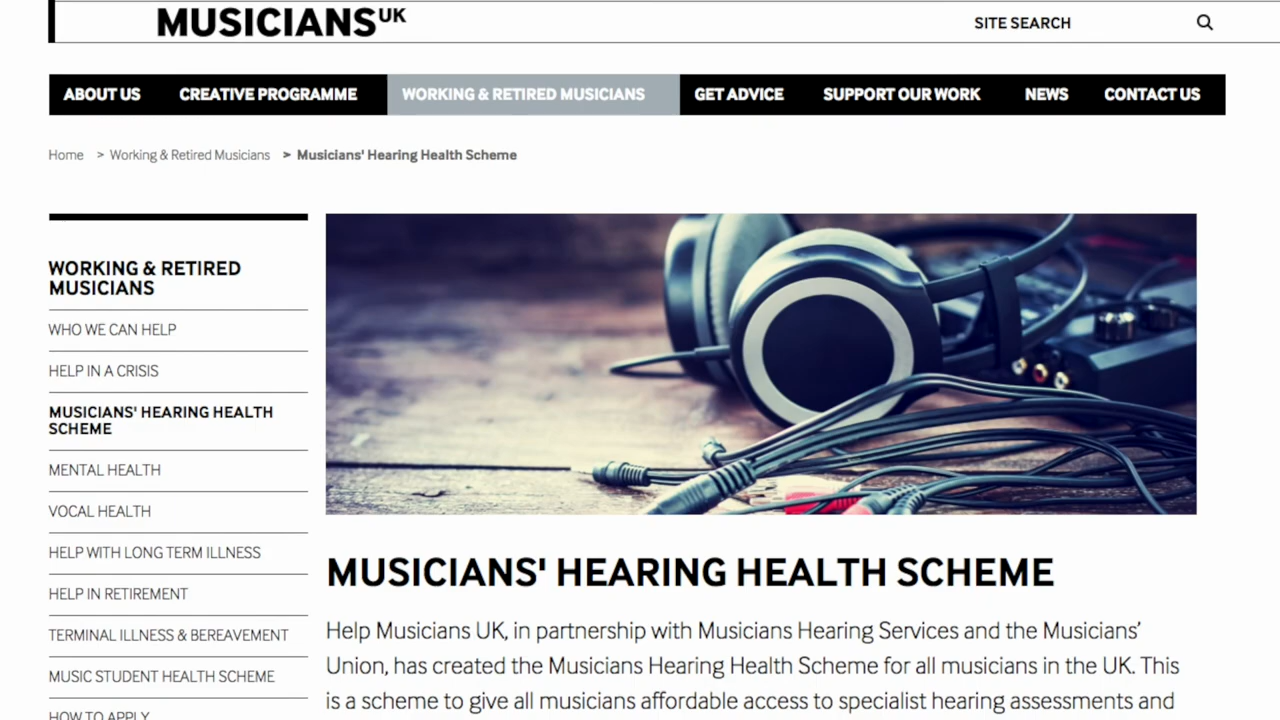 MUSICIANSUK
SITE SEARCH
ABOUT US CREATIVE PROGRAMME WORKING & RETIRED MUSICIANS GET ADVICE SUPPORT OUR WORK NEWS CONTACT US
Home > Working & Retired Musicians > Musicians' Hearing Health Scheme
WORKING & RETIRED
MUSICIANS
WHO WE CAN HELP
HELP IN A CRISIS
MUSICIANS' HEARING HEALTH
SCHEME
MENTAL HEALTH
VOCAL HEALTH
HELP WITH LONG TERM ILLNESS
HELP IN RETIREMENT
TERMINAL ILLNESS & BEREAVEMENT
MUSIC STUDENT HEALTH SCHEME
HOW TO APPLY
MUSICIANS' HEARING HEALTH SCHEME
Help Musicians UK, in partnership with Musicians Hearing Services and the Musicians’
Union, has created the Musicians Hearing Health Scheme for all musicians in the UK. This
is a scheme to give all musicians affordable access to specialist hearing assessments and